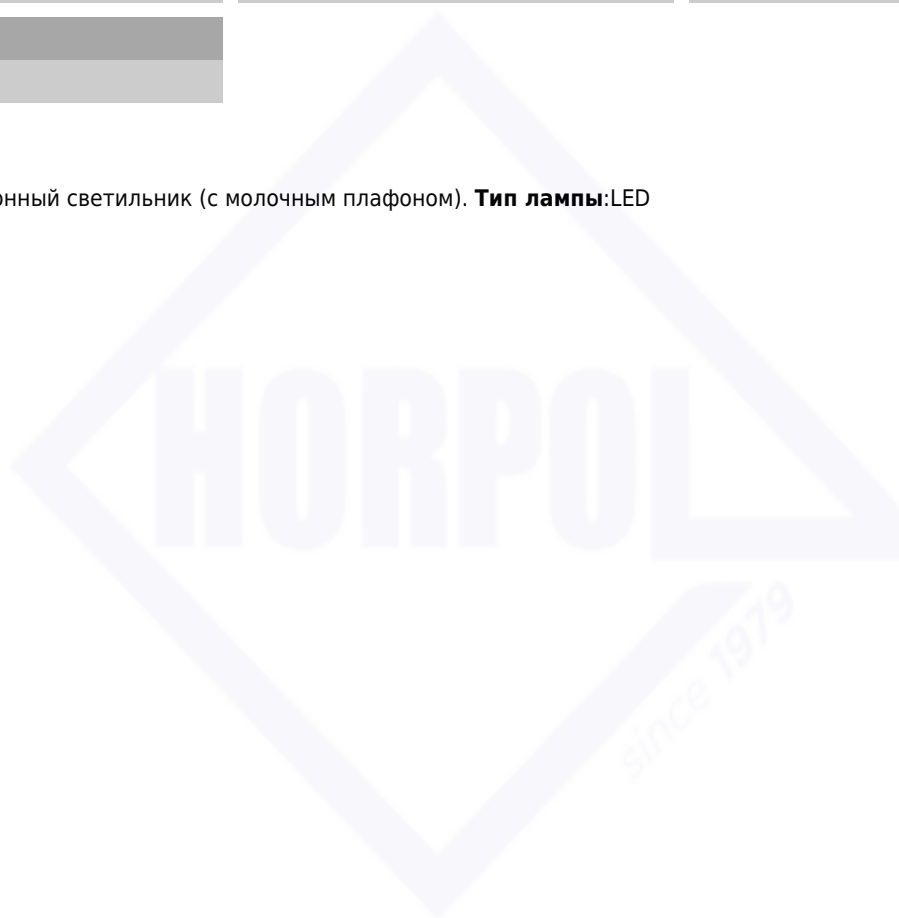 онный светильник (с молочным плафоном). Тип лампы:LED
HORPOL
since 1979